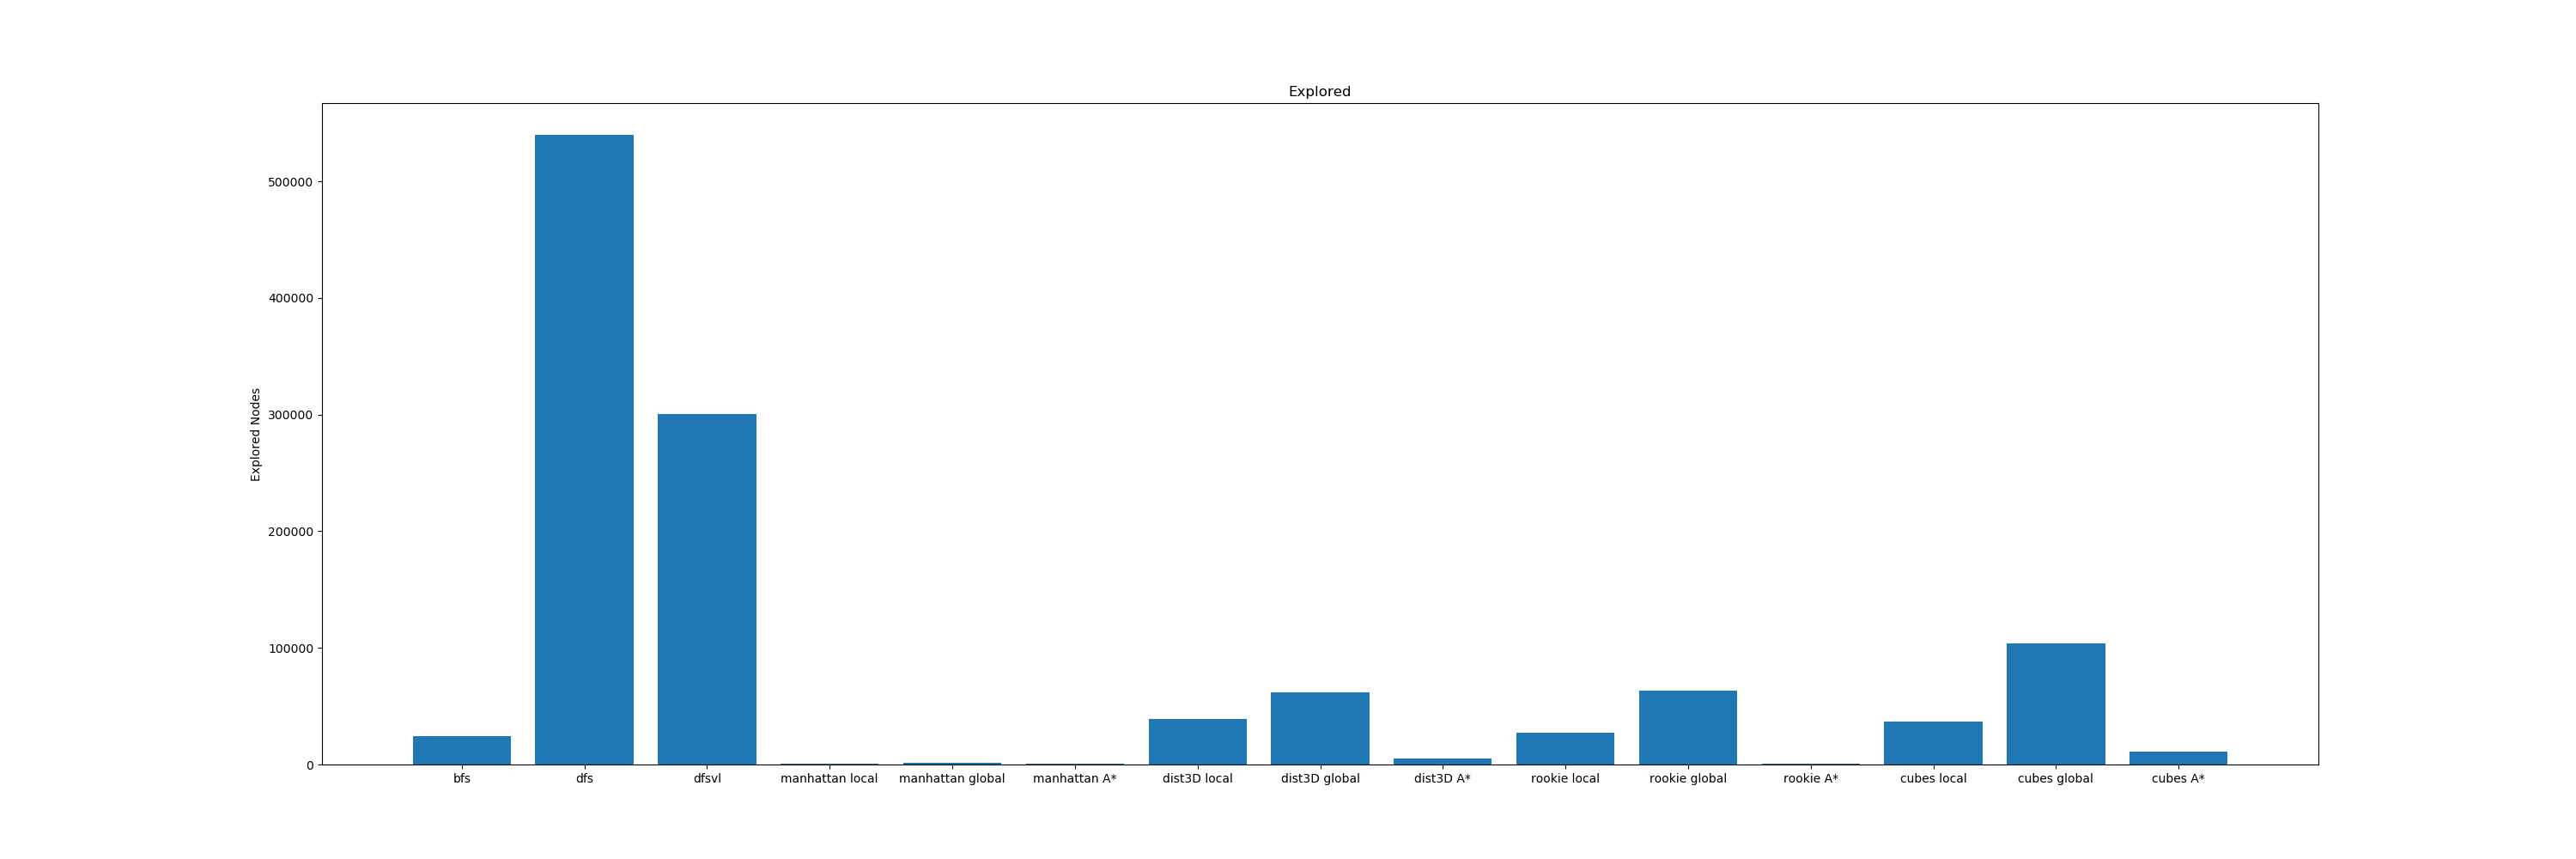 Explored
Explored Nodes
500000
400000
300000
200000
100000
0
bfs dfs dfsvl manhattan local manhattan global manhattan A* dist3D local dist3D global dist3D A* rookie local rookie global rookie A* cubes local cubes global cubes A*